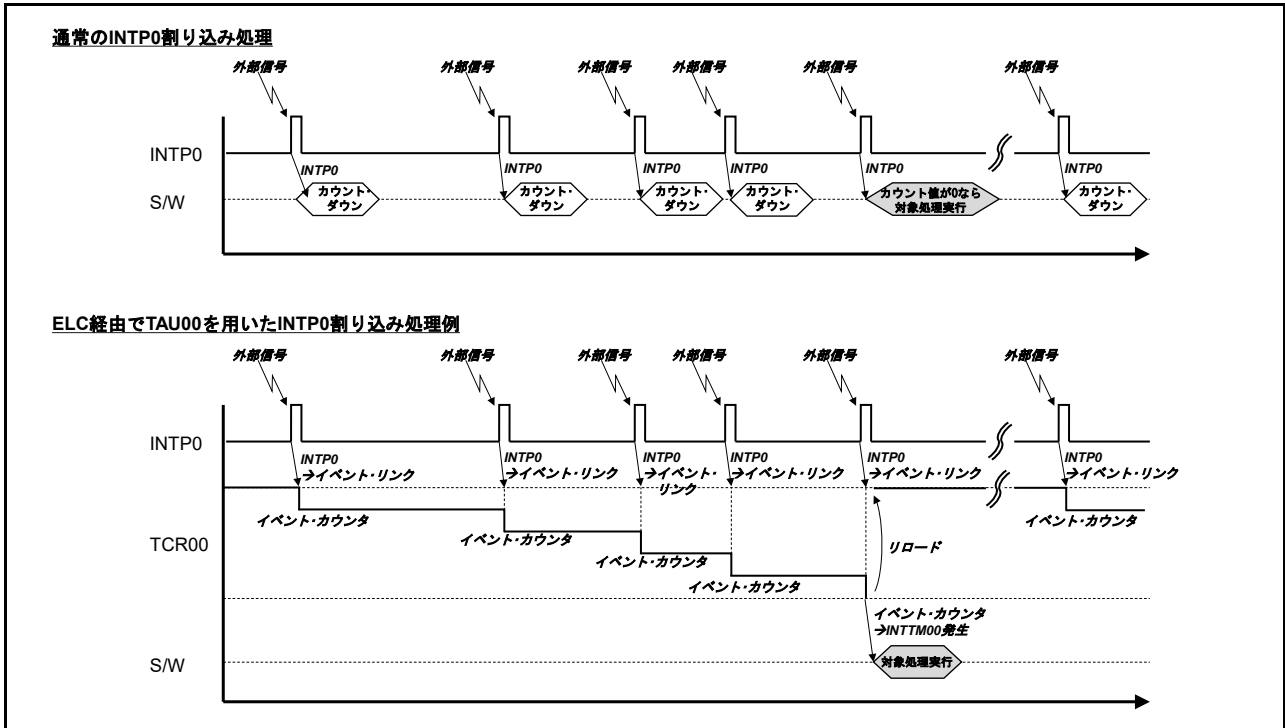 通常のINTP0割り込み処理
外部信号 外部信号 外部信号 外部信号 外部信号 外部信号
INTP0
INTP0 INTP0 INTP0 INTP0 INTP0 INTP0
S/W
カウント・ カウント・ カウント・ カウント・ カウント値が0なら カウント・
ダウン ダウン ダウン ダウン 対象処理実行 ダウン
ELC経由でTAU00を用いたINTP0割り込み処理例
外部信号 外部信号 外部信号 外部信号 外部信号 外部信号
INTP0
INTP0 INTP0 INTP0 INTP0 INTP0 INTP0
→イベント・リンク →イベント・リンク →イベント・ →イベント・リンク →イベント・リンク →イベント・リンク
リンク
イベント・カウンタ イベント・カウンタ
TCR00
イベント・カウンタ リロード
イベント・カウンタ
イベント・カウンタ
イベント・カウンタ
→INTTM00発生
S/W
対象処理実行